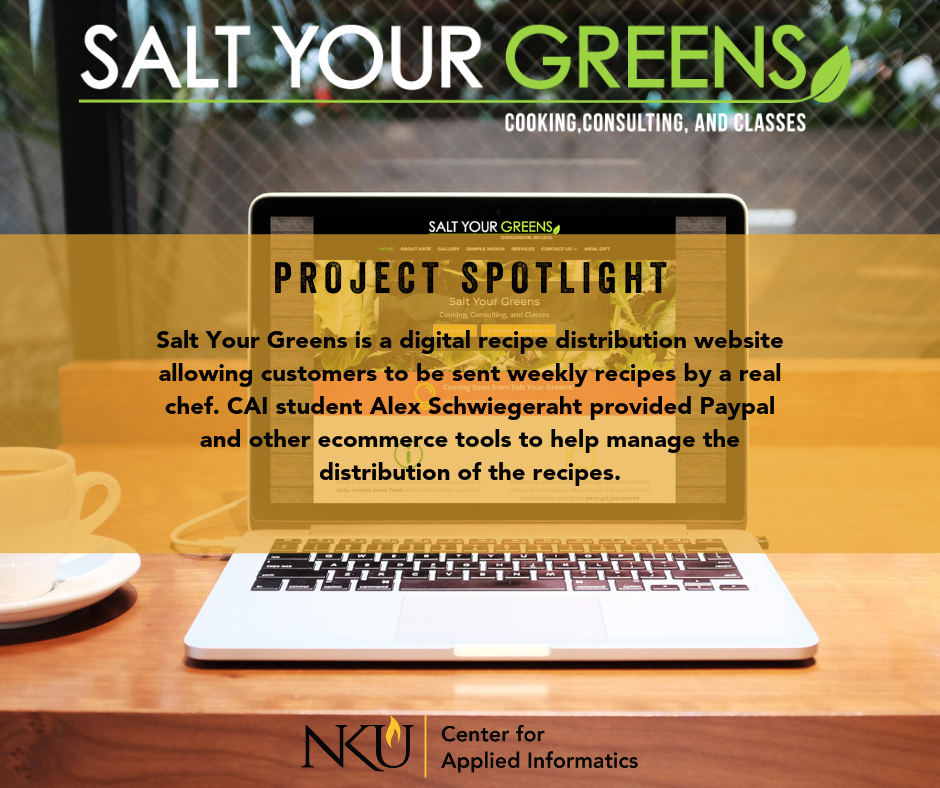 SALT YOUR GREENS
COOKING,CONSULTING, AND CLASSES
SALT YOUR GREENS
HOME ABOUT NATE GALLERY SAMPLE MENUS SERVICES CONTACT US MEAL GIFT
PROJECT SPOTLIGHT
Salt Your Greens
Cooking, Consulting, and Classes
Salt Your Greens is a digital recipe distribution website
allowing customers to be sent weekly recipes by a real
Coming Soon from Salt Your Greens!
chef. CAI student Alex Schwiegeraht provided Paypal
and other ecommerce tools to help manage the
distribution of the recipes.
NKU
Center for
Applied Informatics